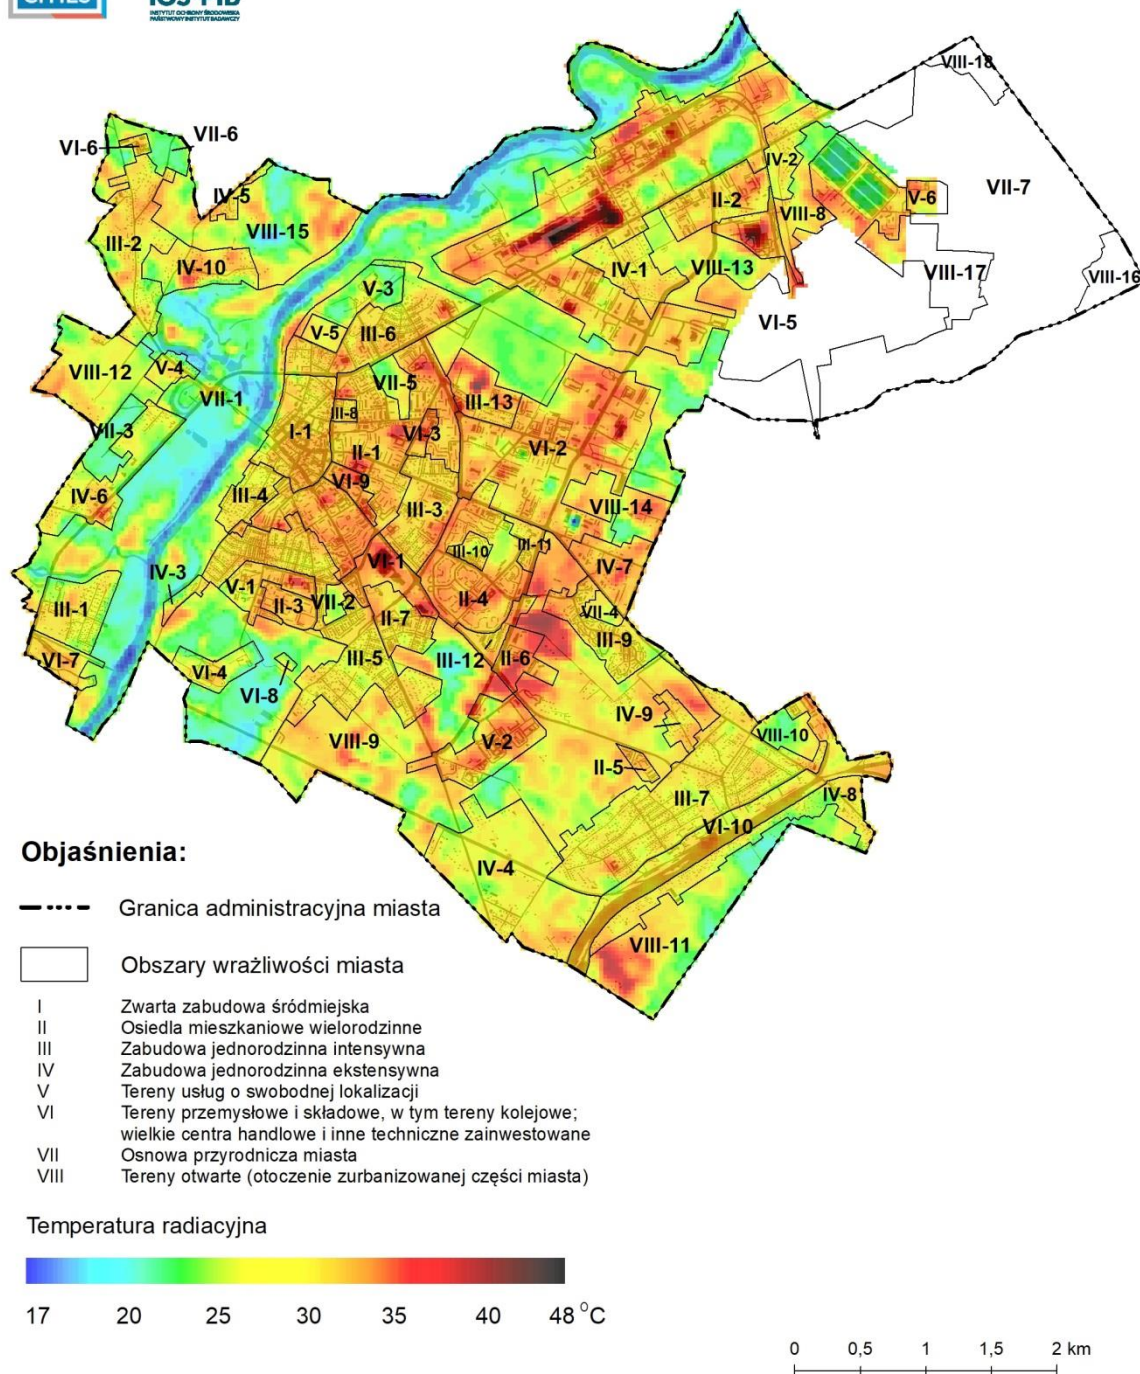 INSTYTUT OCHRONY ŚRODOWISKA
PAŃSTWOWY INSTYTUT BADAWCZY
VIII-18
VI-6
VII-6
IV-2
IV-5
II-2
V-6
VII-7
VIII-8
III-2
VIII-15
IV-10
IV-1
VIII-13
VIII-17
VIII-16
V-3
V-5
III-6
VI-5
VIII-12
V-4
VII-5
VII-1
III-13
III-8
VII-3
I-1
VI-3
II-1
VI-2
VI-9
IV-6
III-4
III-3
VIII-14
III-10
III-11
IV-3
VI-1
IV-7
V-1
II-3
VII-2
II-4
III-1
II-7
VII-4
III-9
III-5
III-12
II-6
VI-7
VI-4
VI-8
IV-9
VIII-9
V-2
VIII-10
II-5
III-7
IV-8
VI-10
IV-4
VIII-11
Objaśnienia:
Granica administracyjna miasta
Obszary wrażliwości miasta
I Zwarta zabudowa śródmiejska
II Osiedla mieszkaniowe wielorodzinne
III Zabudowa jednorodzinna intensywna
IV Zabudowa jednorodzinna ekstensywna
V Tereny usług o swobodnej lokalizacji
VI Tereny przemysłowe i składowe, w tym tereny kolejowe;
wielkie centra handlowe i inne techniczne zainwestowane
VII Osnowa przyrodnicza miasta
VIII Tereny otwarte (otoczenie zurbanizowanej części miasta)
Temperatura radiacyjna
17 20 25 30 35 40 48 °C
0 0,5 1 1,5 2 km